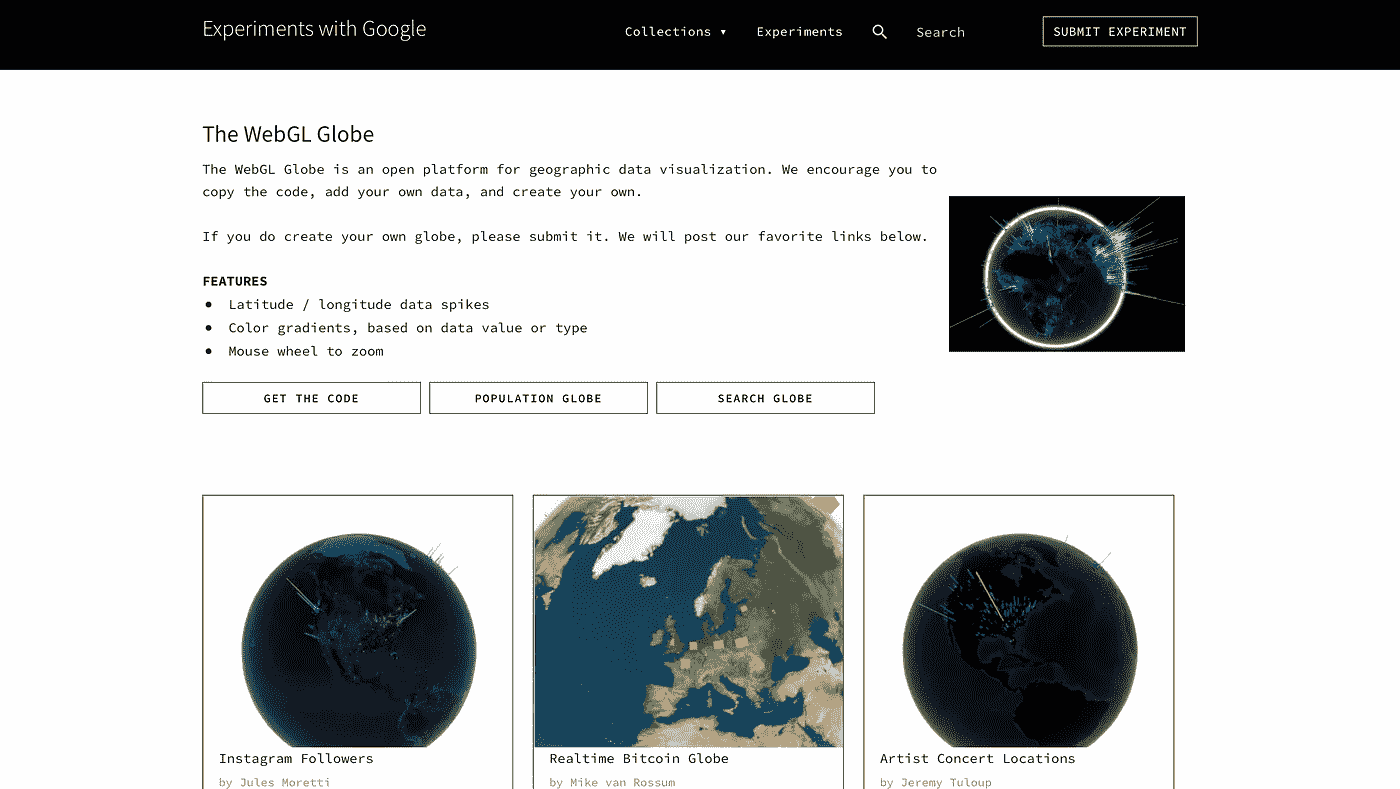 Experiments with Google
Collections ▾ Experiments Search SUBMIT EXPERIMENT
The WebGL Globe
The WebGL Globe is an open platform for geographic data visualization. We encourage you to
copy the code, add your own data, and create your own.
If you do create your own globe, please submit it. We will post our favorite links below.
FEATURES
● Latitude / longitude data spikes
● Color gradients, based on data value or type
● Mouse wheel to zoom
GET THE CODE POPULATION GLOBE SEARCH GLOBE
Instagram Followers
by Jules Moretti
Realtime Bitcoin Globe
by Mike van Rossum
Artist Concert Locations
by Jeremy Tuloup